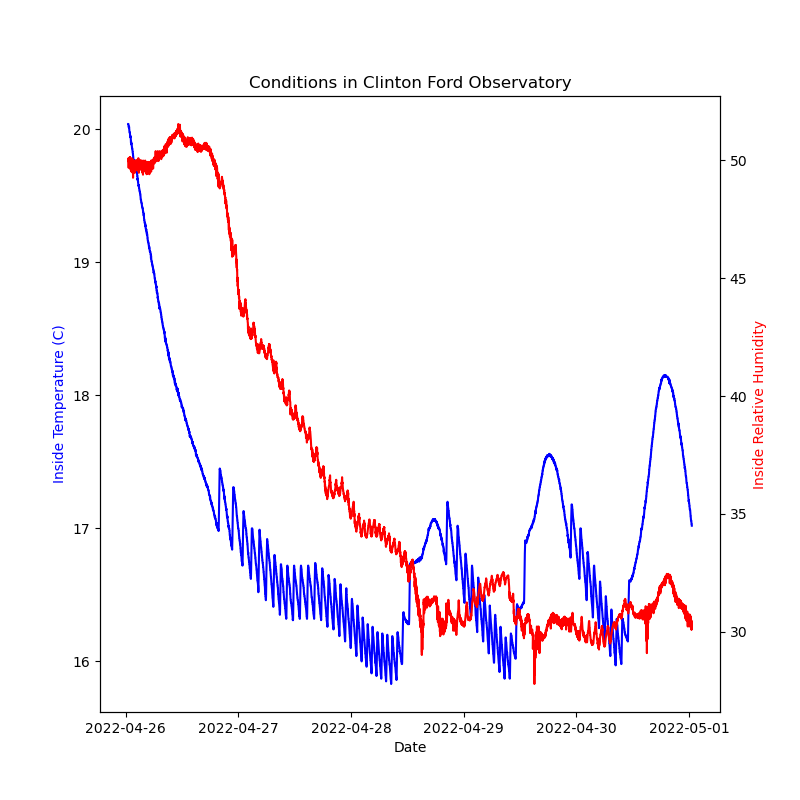 Conditions in Clinton Ford Observatory
Inside Temperature (C)
20
19
18
17
16
50
45
40
35
30
Inside Relative Humidity
2022-04-26 2022-04-27 2022-04-28 2022-04-29 2022-04-30 2022-05-01
Date